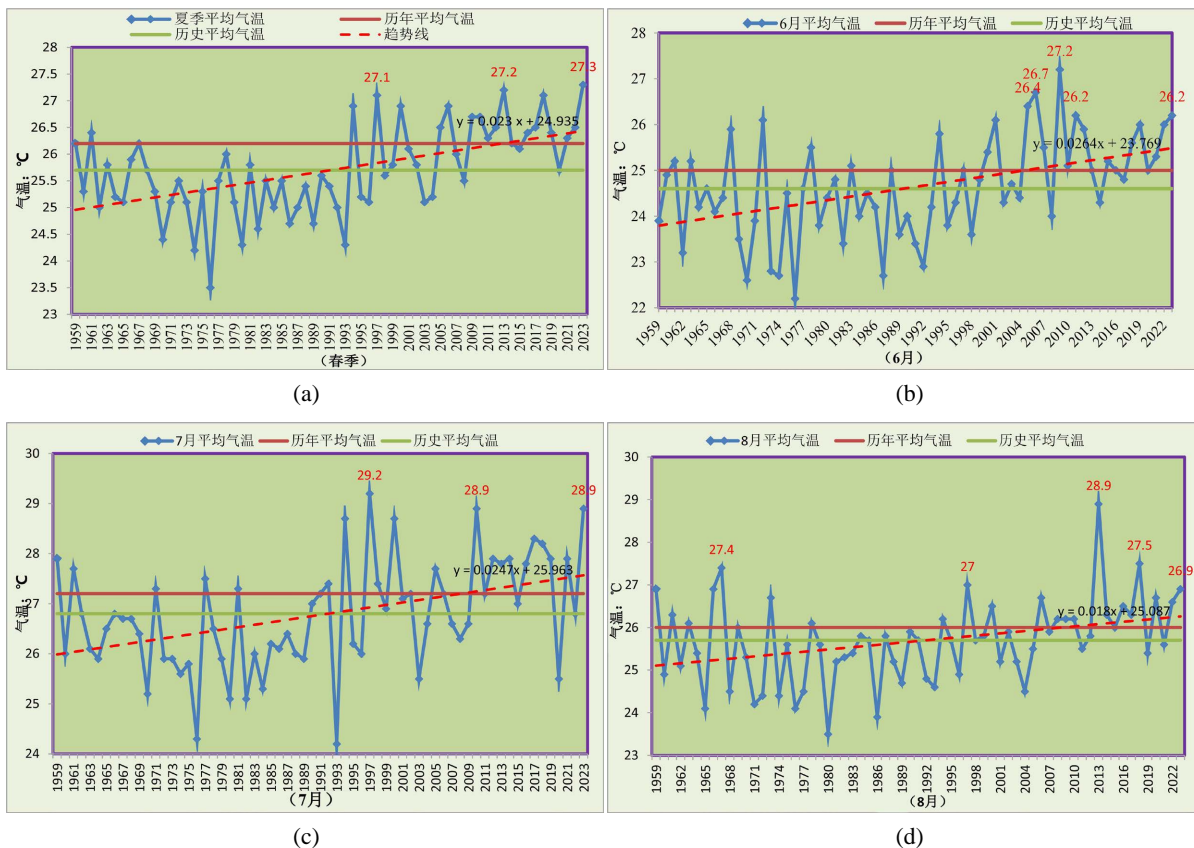 夏季平均气温 历年平均气温
历史平均气温 趋势线
28
27.5
27
26.5
26
25.5
25
24.5
24
23.5
23
气温:℃
27.1
27.2
27.3
y = 0.023x + 24.935
1959 1961 1963 1965 1967 1969 1971 1973 1975 1977 1979 1981 1983 1985 1987 1989 1991 1993 1995 1997 1999 2001 2003 2005 2007 2009 2011 2013 2015 2017 2019 2021 2023
(春季)
(a)
6月平均气温 历年平均气温 历史平均气温
28
27
26
25
24
23
22
气温:℃
26.4
26.7
27.2
26.2
26.2
y = 0.0264x + 23.769
1959 1962 1965 1968 1971 1974 1977 1980 1983 1986 1989 1992 1995 1998 2001 2004 2007 2010 2013 2016 2019 2022
(6月)
(b)
7月平均气温 历年平均气温 历史平均气温
30
29
28
27
26
25
24
气温:℃
29.2
28.9
28.9
y = 0.0247x + 25.963
1959 1961 1963 1965 1967 1969 1971 1973 1975 1977 1979 1981 1983 1985 1987 1989 1991 1993 1995 1997 1999 2001 2003 2005 2007 2009 2011 2013 2015 2017 2019 2021 2023
(7月)
(c)
8月平均气温 历年平均气温 历史平均气温
30
29
28
27
26
25
24
23
气温:℃
27.4
27
28.9
27.5
26.9
y = 0.018x + 25.087
1959 1962 1965 1968 1971 1974 1977 1980 1983 1986 1989 1992 1995 1998 2001 2004 2007 2010 2013 2016 2019 2022
(8月)
(d)